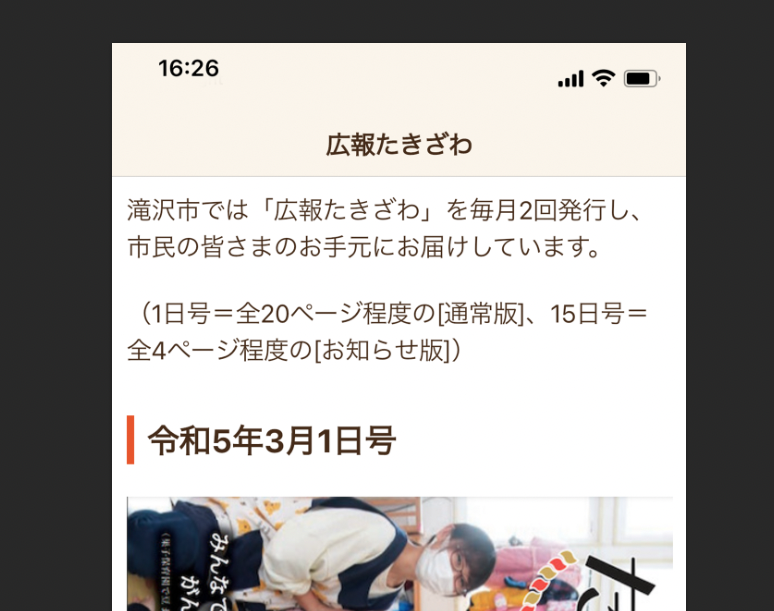 16:26
広報たきざわ
滝沢市では「広報たきざわ」を毎月2回発行し、
市民の皆さまのお手元にお届けしています。
（1日号＝全20ページ程度の[通常版]、15日号＝
全4ページ程度の[お知らせ版]）
令和5年3月1日号
みんなで
がん